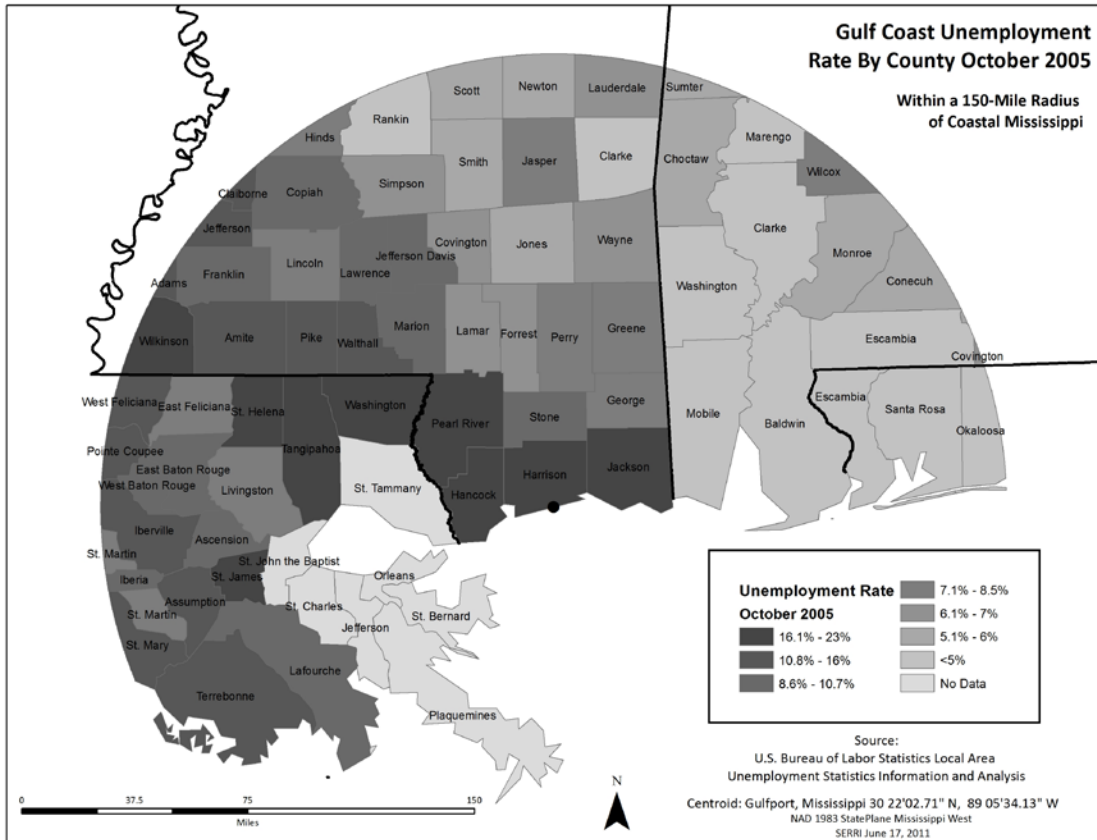 Gulf Coast Unemployment
Rate By County October 2005
Within a 150-Mile Radius
of Coastal Mississippi
Scott
Newton
Lauderdale
Sumter
Hinds
Rankin
Smith
Jasper
Clarke
Choctaw
Marengo
Wilcox
Claiborne
Copiah
Simpson
Jefferson
Covington
Jones
Wayne
Clarke
Monroe
Adams
Franklin
Lincoln
Lawrence
Jefferson Davis
Washington
Conecuh
Wilkinson
Amite
Pike
Walthall
Marion
Lamar
Forrest
Perry
Greene
Escambia
Covington
West Feliciana
East Feliciana
St. Helena
Washington
Pearl River
Stone
George
Mobile
Baldwin
Escambia
Santa Rosa
Okaloosa
Pointe Coupee
Tangipahoa
East Baton Rouge
West Baton Rouge
Livingston
St. Tammany
Hancock
Harrison
Jackson
Iberville
Ascension
St. Martin
St. John the Baptist
Iberia
St. James
Orleans
Assumption
St. Martin
St. Charles
St. Bernard
Jefferson
St. Mary
Lafourche
Terrebonne
Plaquemines
Unemployment Rate
October 2005
16.1% - 23%
10.8% - 16%
8.6% - 10.7%
7.1% - 8.5%
6.1% - 7%
5.1% - 6%
<5%
No Data
Source:
U.S. Bureau of Labor Statistics Local Area
Unemployment Statistics Information and Analysis
Centroid: Gulfport, Mississippi 30 22'02.71" N, 89 05'34.13" W
NAD 1983 StatePlane Mississippi West
SERRI June 17, 2011
N
0 37.5 75 150
Miles